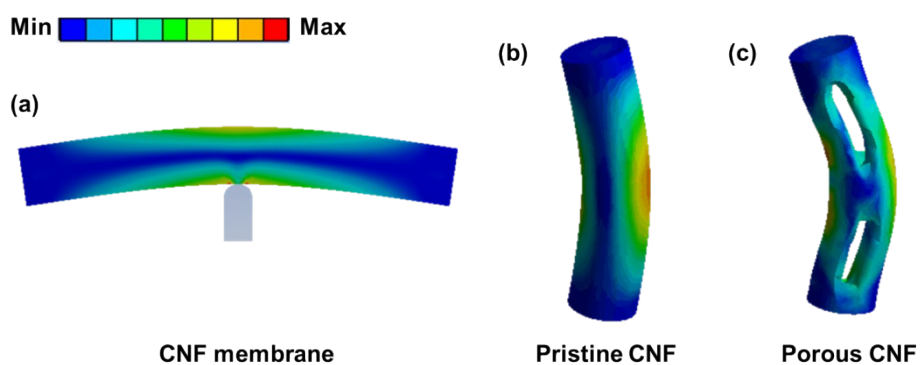 Min Max
(a)
(b)
(c)
CNF membrane
Pristine CNF
Porous CNF